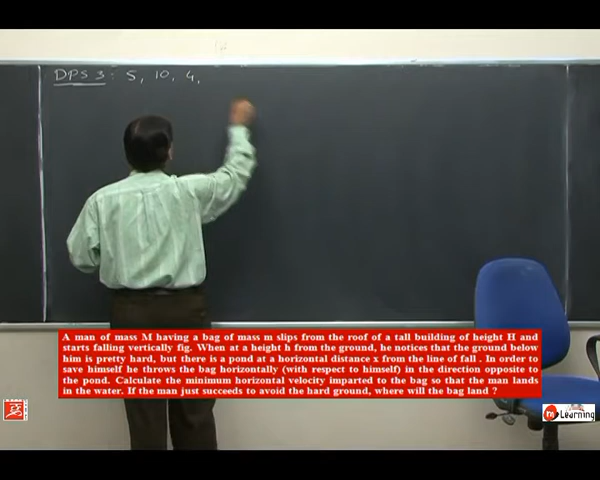 DPS 3 : 5, 10, 4,
A man of mass M having a bag of mass m slips from the roof of a tall building of height H and
starts falling vertically fig. When at a height h from the ground, he notices that the ground below
him is pretty hard, but there is a pond at a horizontal distance x from the line of fall . In order to
save himself he throws the bag horizontally (with respect to himself) in the direction opposite to
the pond. Calculate the minimum horizontal velocity imparted to the bag so that the man lands
in the water. If the man just succeeds to avoid the hard ground, where will the bag land ?
m Learning